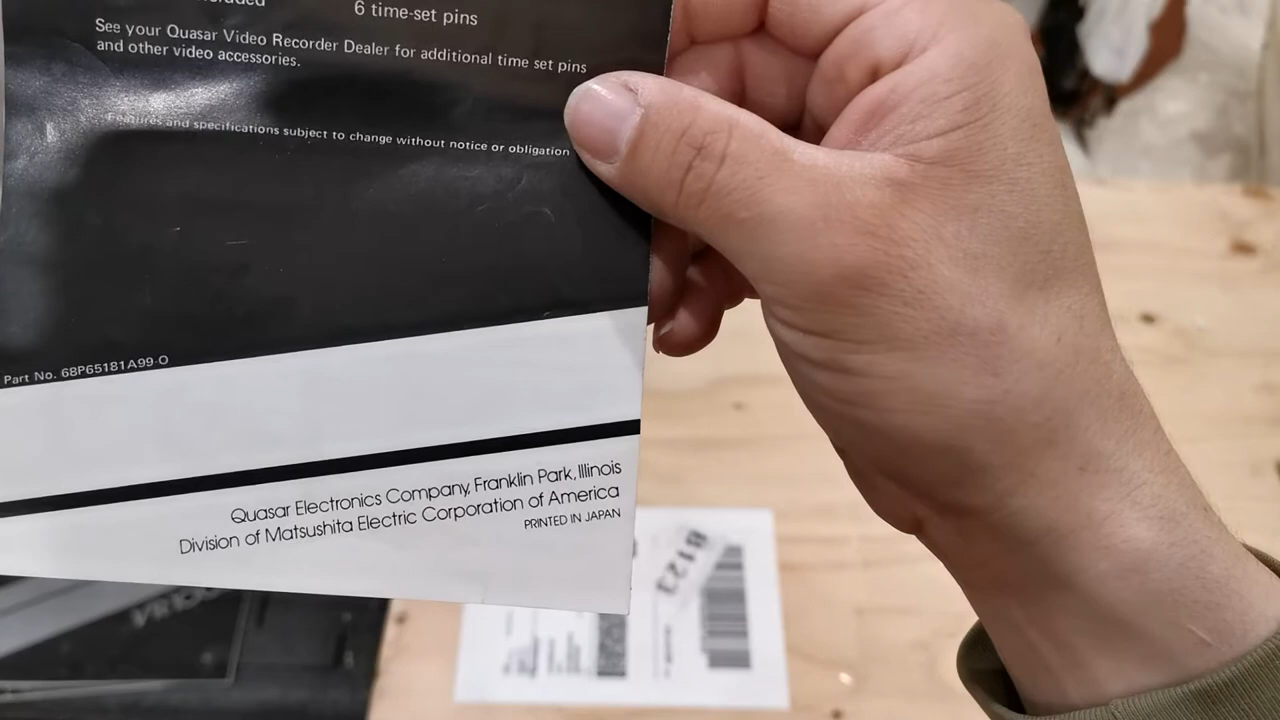 6 time-set pins
See your Quasar Video Recorder Dealer for additional time set pins
and other video accessories.
Features and specifications subject to change without notice or obligation
Part No. 68P65181A99-O
Quasar Electronics Company, Franklin Park, Illinois
Division of Matsushita Electric Corporation of America
PRINTED IN JAPAN
8123